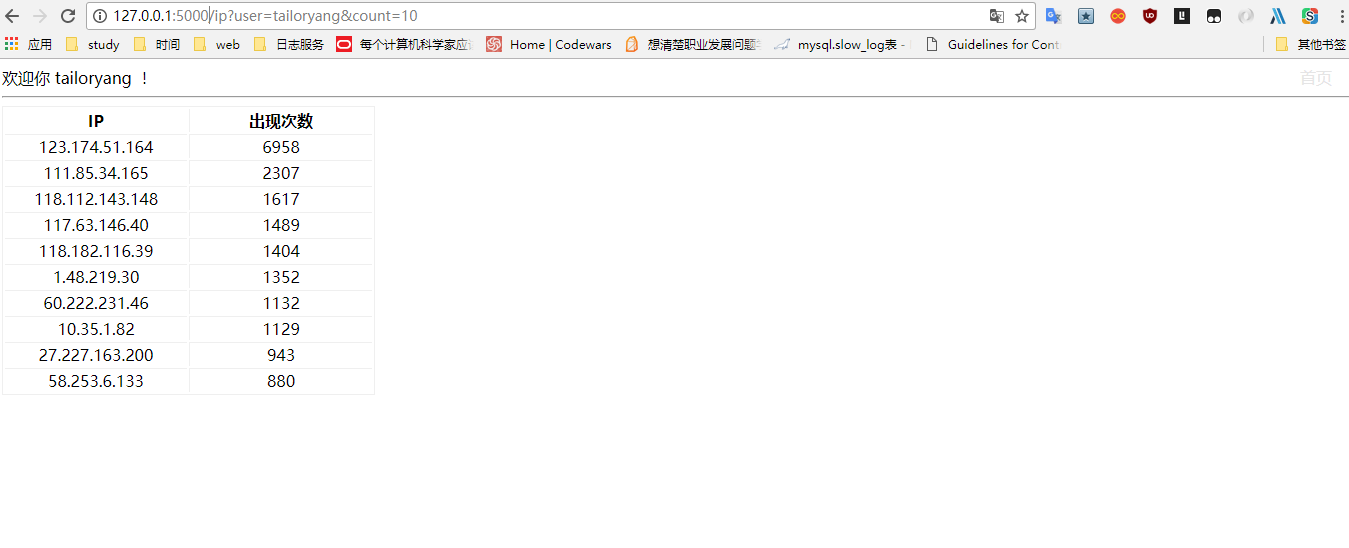 127.0.0.1:5000/ip?user=tailoryang&count=10
应用 study 时间 web 日志服务 每个计算机科学家应 Home | Codewars 想清楚职业发展问题 mysql.slow_log表 - Guidelines for Cont 其他书签
欢迎你 tailoryang ！ 首页
IP 出现次数
123.174.51.164 6958
111.85.34.165 2307
118.112.143.148 1617
117.63.146.40 1489
118.182.116.39 1404
1.48.219.30 1352
60.222.231.46 1132
10.35.1.82 1129
27.227.163.200 943
58.253.6.133 880